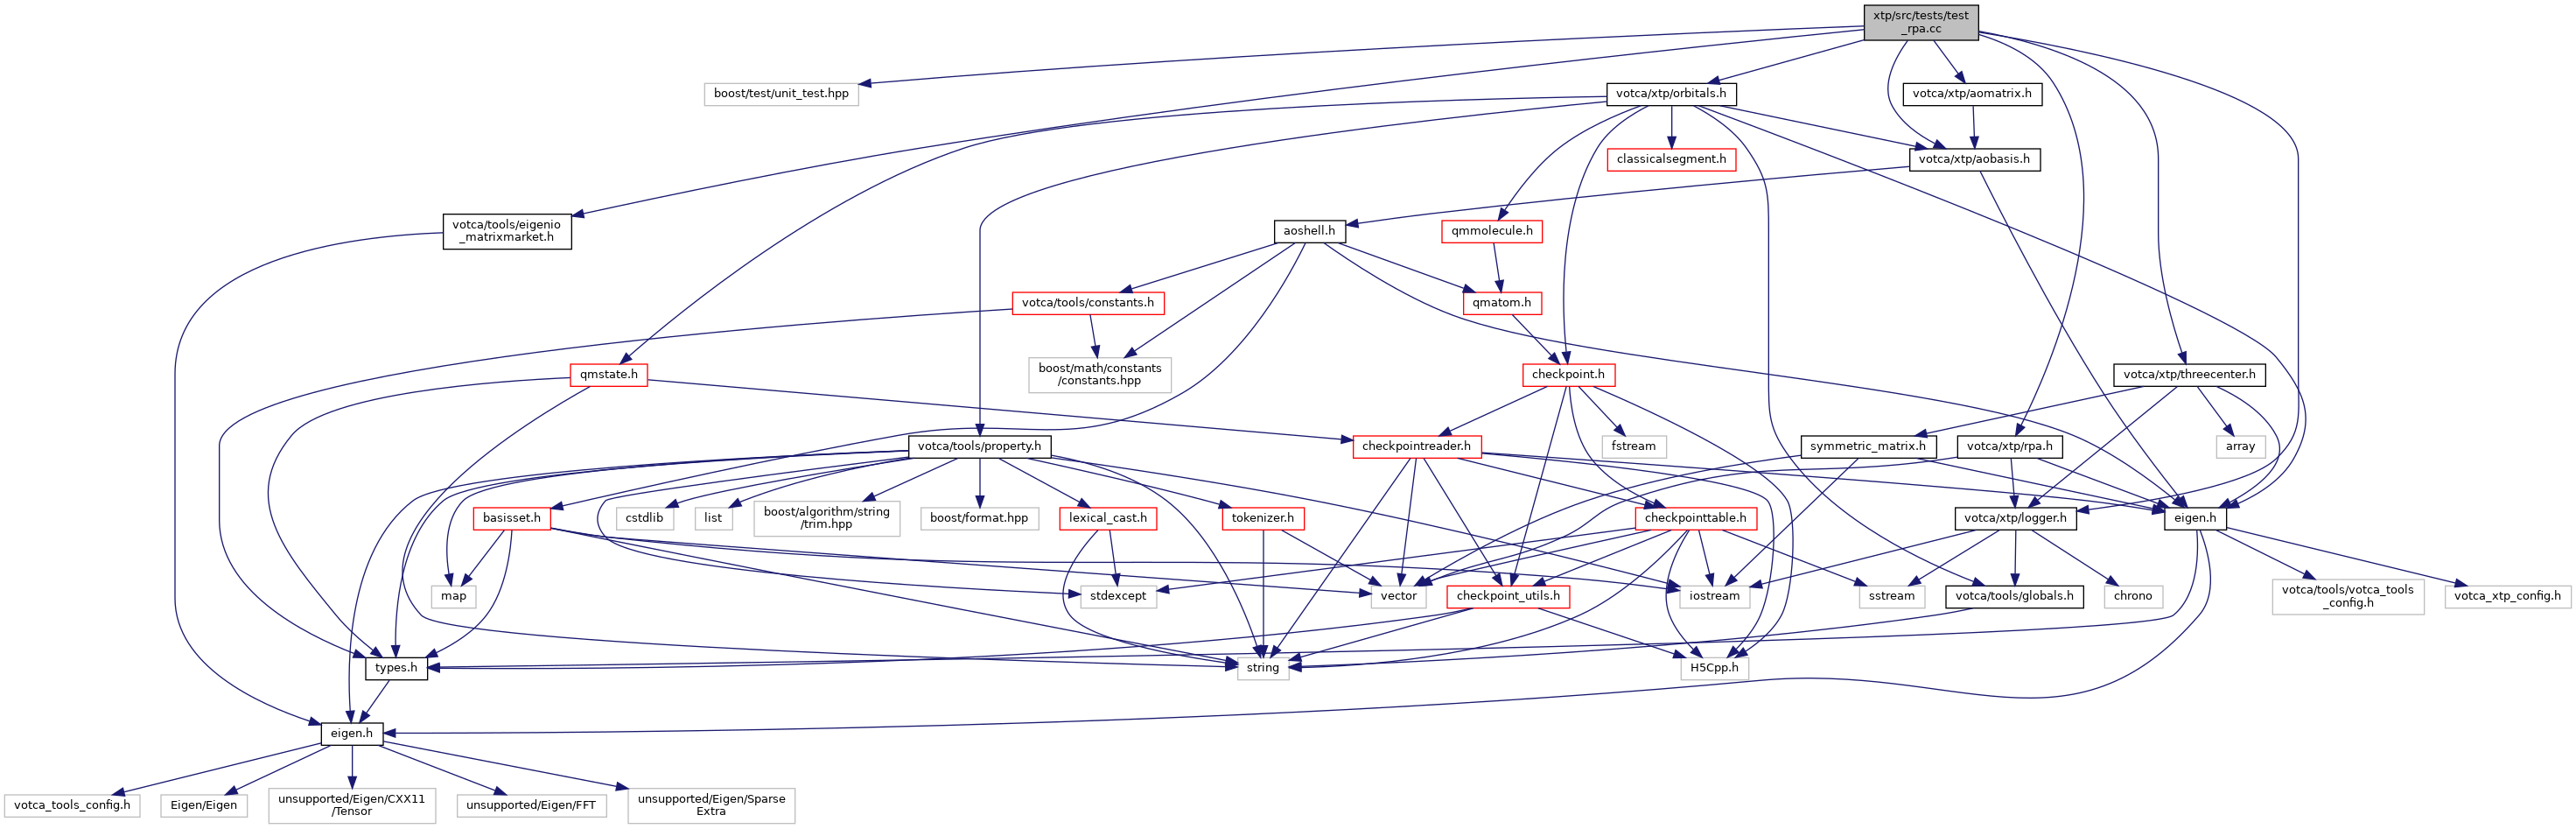 xtp/src/tests/test
_rpa.cc
boost/test/unit_test.hpp
votca/xtp/orbitals.h
votca/xtp/aomatrix.h
classicalsegment.h
votca/xtp/aobasis.h
votca/tools/eigenio
_matrixmarket.h
aoshell.h
qmmolecule.h
votca/tools/constants.h
qmatom.h
boost/math/constants
/constants.hpp
qmstate.h
checkpoint.h
votca/xtp/threecenter.h
votca/tools/property.h
checkpointreader.h
fstream
symmetric_matrix.h
votca/xtp/rpa.h
array
basisset.h
cstdlib
list
boost/algorithm/string
/trim.hpp
boost/format.hpp
lexical_cast.h
tokenizer.h
checkpointtable.h
votca/xtp/logger.h
eigen.h
map
stdexcept
vector
checkpoint_utils.h
iostream
sstream
votca/tools/globals.h
chrono
votca/tools/votca_tools
_config.h
votca_xtp_config.h
types.h
string
H5Cpp.h
eigen.h
votca_tools_config.h
Eigen/Eigen
unsupported/Eigen/CXX11
/Tensor
unsupported/Eigen/FFT
unsupported/Eigen/Sparse
Extra